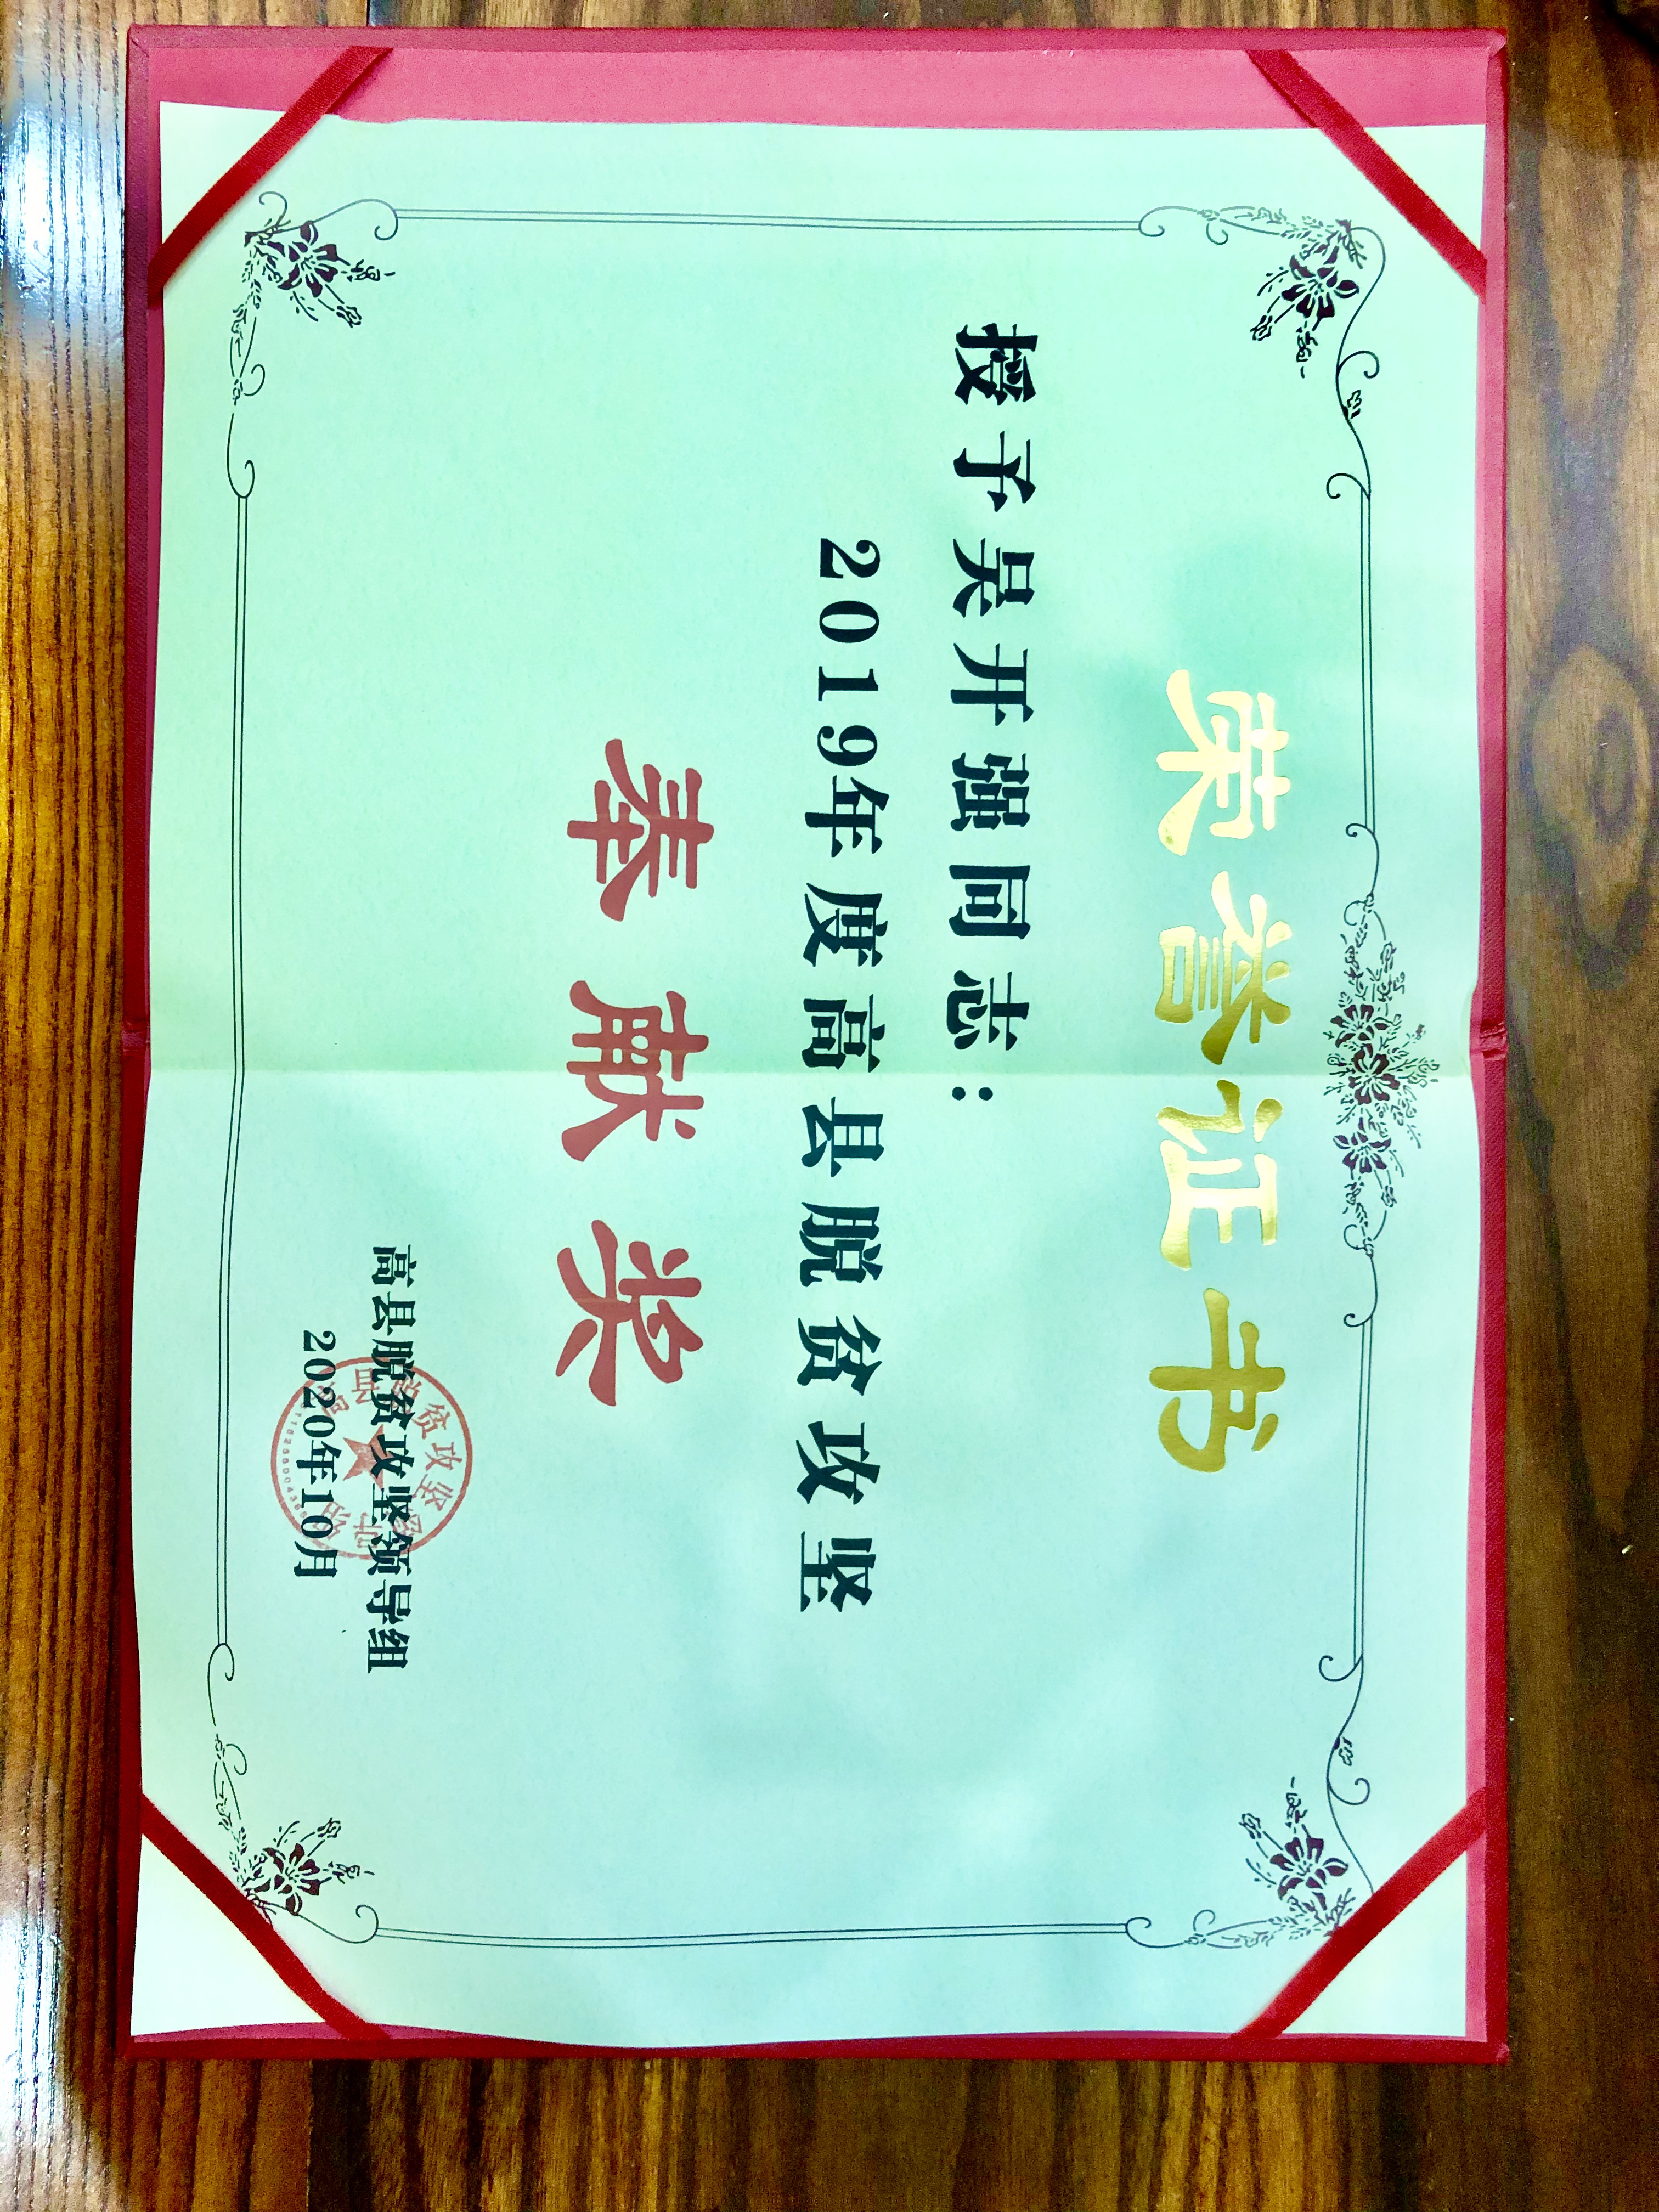 荣誉证书
授予吴开强同志：
2019年度高县脱贫攻坚
奉献奖
高县脱贫攻坚领导组
2020年10月